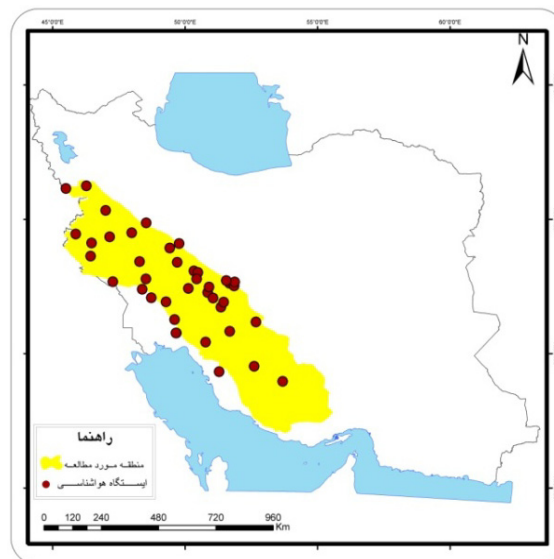 45°0'0"E 50°0'0"E 55°0'0"E 60°0'0"E
N
راهنما
منطقه مورد مطالعه
ایستگاه هواشناسی
0 120 240 480 720 960
Km